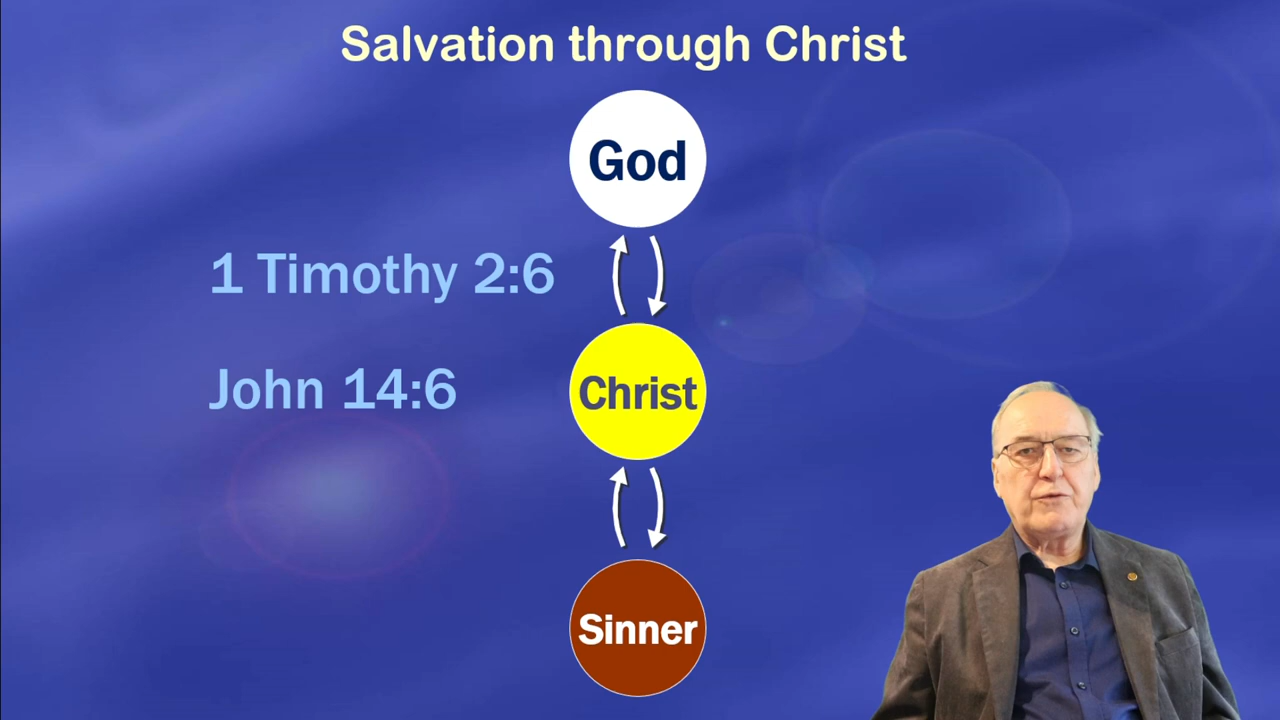 Salvation through Christ
God
1 Timothy 2:6
John 14:6
Christ
Sinner